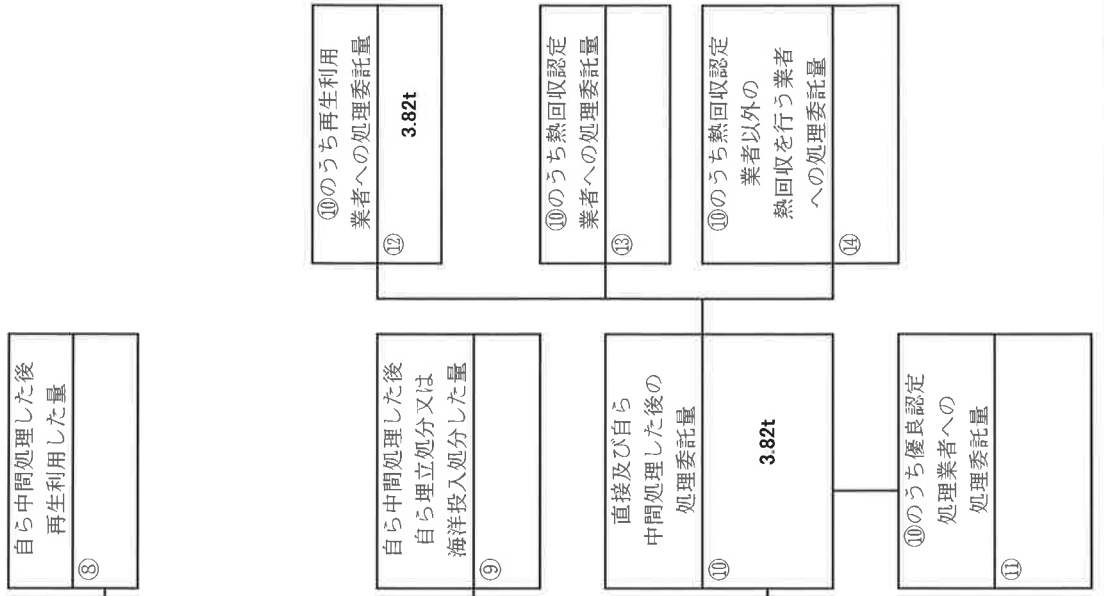 自ら中間処理した後
再生利用した量
⑧
自ら中間処理した後
自ら埋立処分又は
海洋投入処分した量
⑨
直接及び自ら
中間処理した後の
処理委託量
⑩
3.82t
⑩のうち優良認定
処理業者への
処理委託量
⑪
⑩のうち再生利用
業者への処理委託量
⑫
3.82t
⑩のうち熱回収認定
業者への処理委託量
⑬
⑩のうち熱回収認定
業者以外の
熱回収を行う業者
への処理委託量
⑭